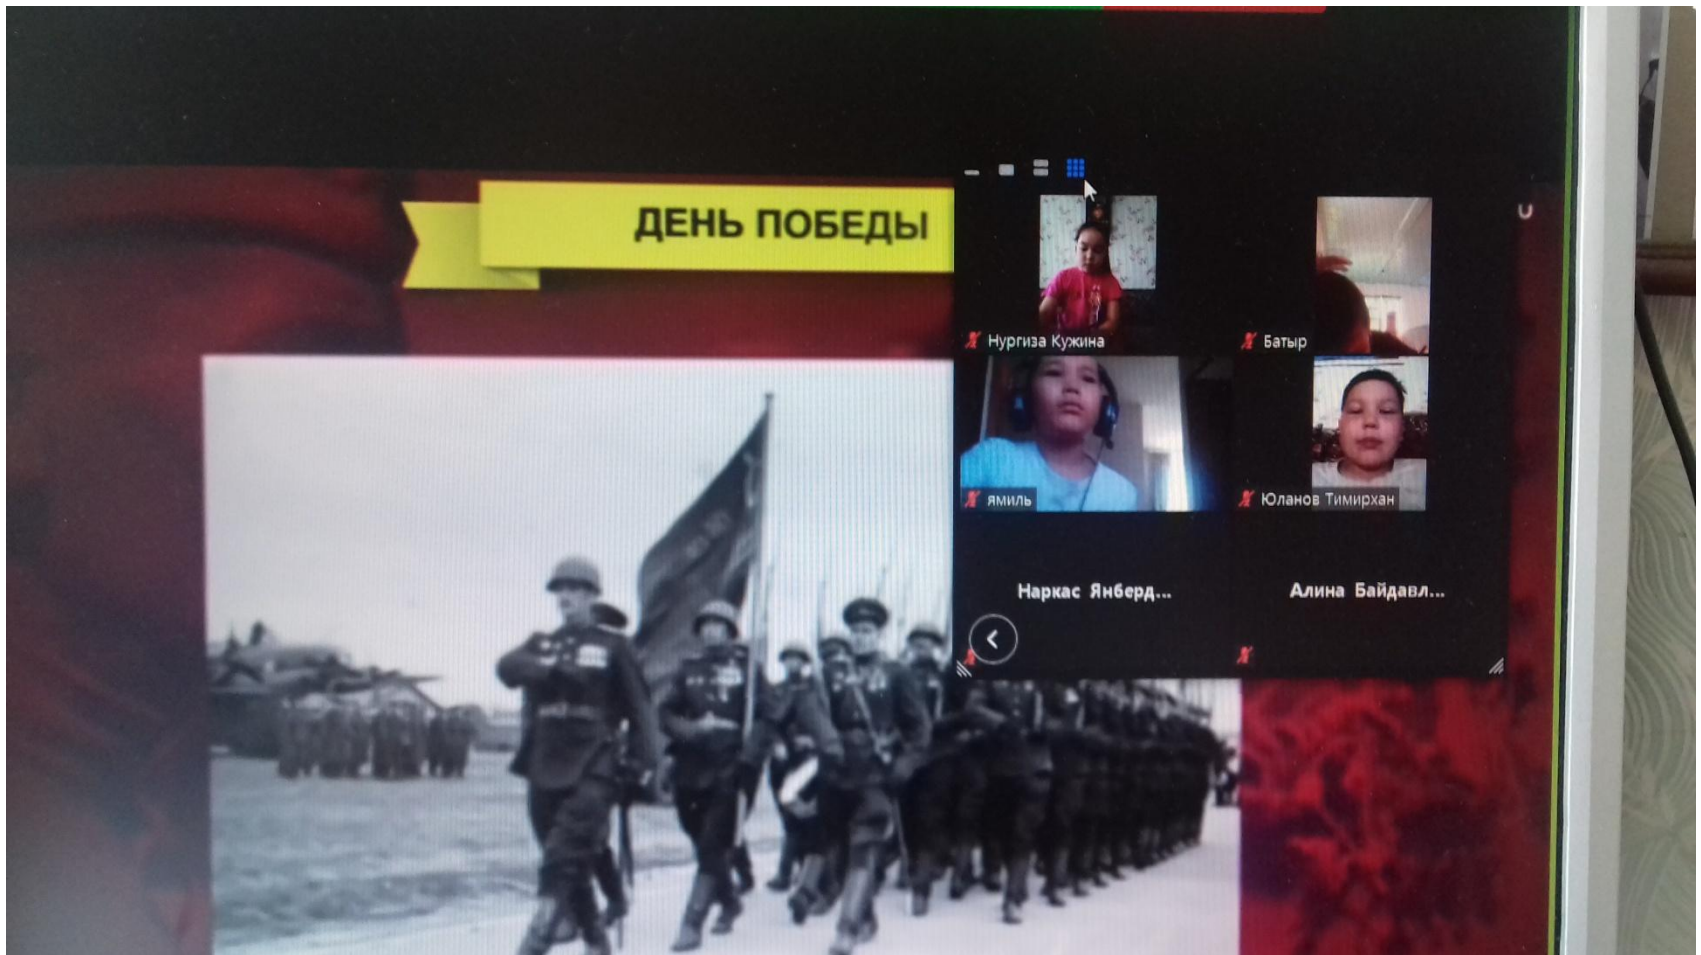 ДЕНЬ ПОБЕДЫ
Нургиза Кужина
Батыр
ямиль
Юланов Тимирхан
Наркас Янберд...
Алина Байдавл...